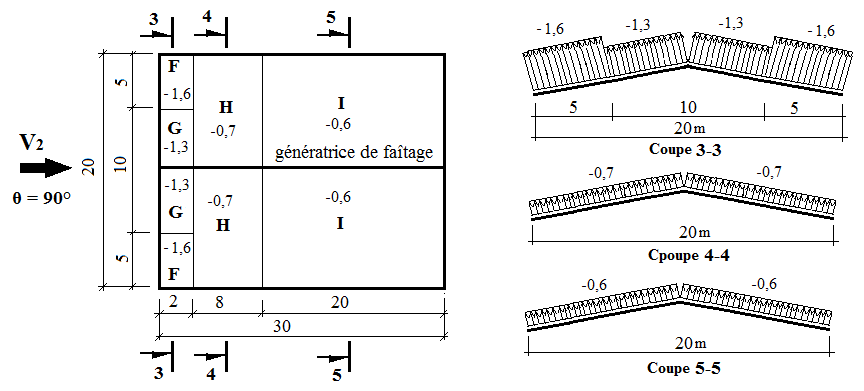 3
4
5
F
- 1,6
G
-1,3
H
-0,7
I
-0,6
génératrice de faîtage
-1,3
G
- 1,6
F
-0,7
H
-0,6
I
V2
θ = 90°
20
5
10
5
2
8
20
30
3
4
5
- 1,6
-1,3
-1,3
- 1,6
5
10
5
20m
Coupe 3-3
-0,7
-0,7
20m
Cpoupe 4-4
-0,6
-0,6
20m
Coupe 5-5